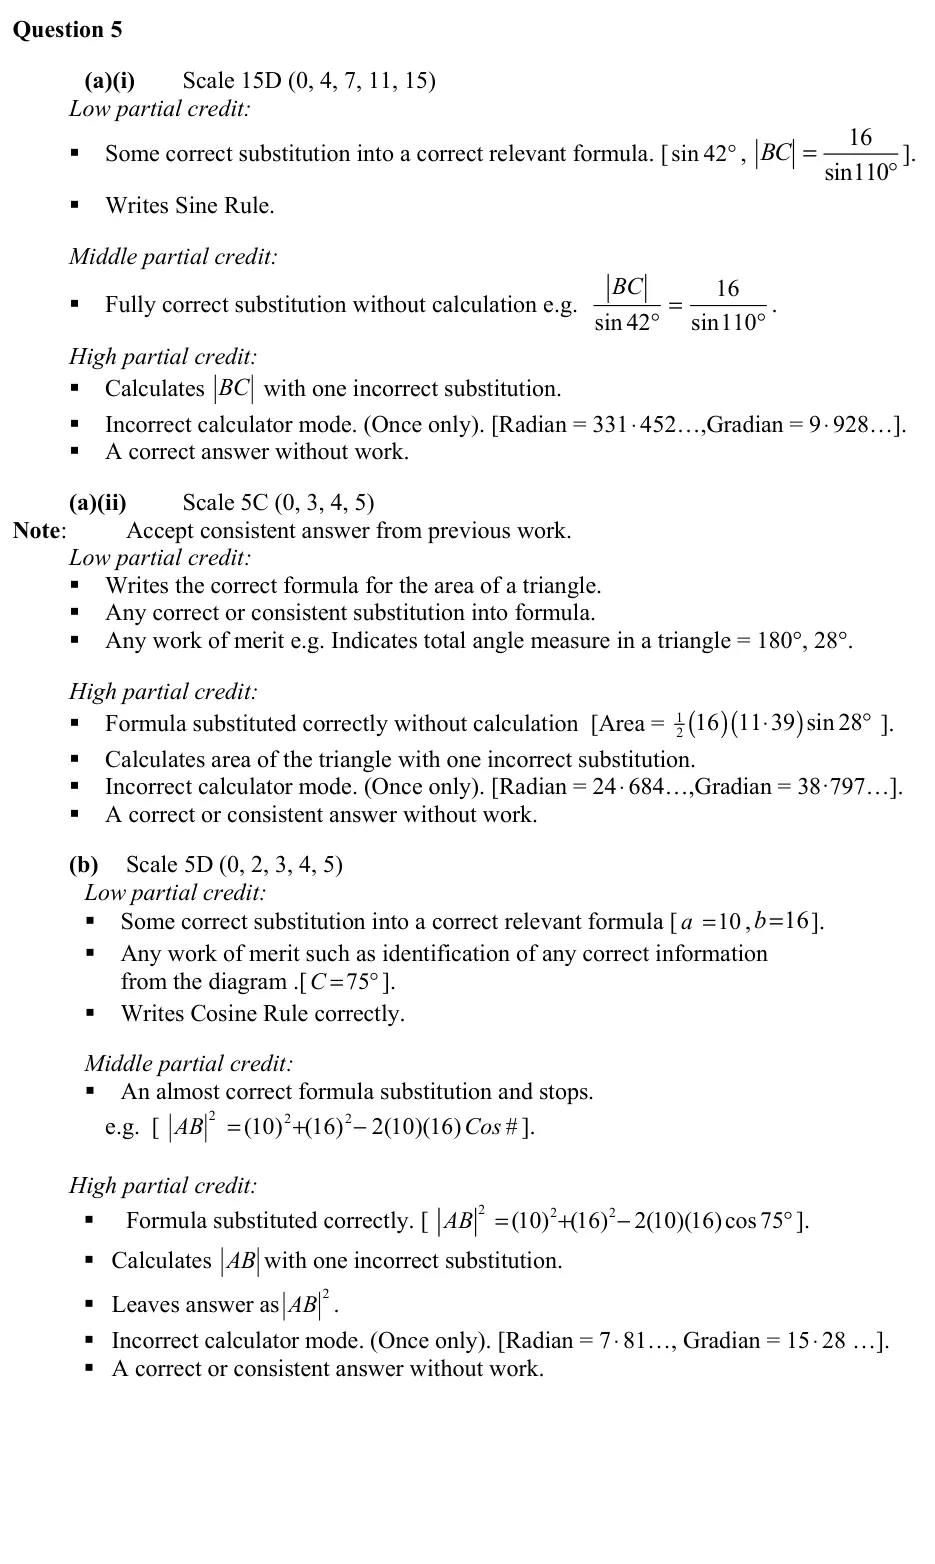 Question 5
(a)(i) Scale 15D (0, 4, 7, 11, 15)
Low partial credit:
▪ Some correct substitution into a correct relevant formula. [sin 42°, |BC| = 16/sin110°].
▪ Writes Sine Rule.
Middle partial credit:
▪ Fully correct substitution without calculation e.g. |BC|/sin 42° = 16/sin110°.
High partial credit:
▪ Calculates |BC| with one incorrect substitution.
▪ Incorrect calculator mode. (Once only). [Radian = 331·452…,Gradian = 9·928…].
▪ A correct answer without work.
(a)(ii) Scale 5C (0, 3, 4, 5)
Note: Accept consistent answer from previous work.
Low partial credit:
▪ Writes the correct formula for the area of a triangle.
▪ Any correct or consistent substitution into formula.
▪ Any work of merit e.g. Indicates total angle measure in a triangle = 180°, 28°.
High partial credit:
▪ Formula substituted correctly without calculation [Area = ½(16)(11·39)sin 28° ].
▪ Calculates area of the triangle with one incorrect substitution.
▪ Incorrect calculator mode. (Once only). [Radian = 24·684…,Gradian = 38·797…].
▪ A correct or consistent answer without work.
(b) Scale 5D (0, 2, 3, 4, 5)
Low partial credit:
▪ Some correct substitution into a correct relevant formula [a =10, b=16].
▪ Any work of merit such as identification of any correct information
from the diagram .[C=75°].
▪ Writes Cosine Rule correctly.
Middle partial credit:
▪ An almost correct formula substitution and stops.
e.g. [ |AB|² =(10)²+(16)²− 2(10)(16) Cos # ].
High partial credit:
▪ Formula substituted correctly. [ |AB|² =(10)²+(16)²− 2(10)(16) cos 75° ].
▪ Calculates |AB| with one incorrect substitution.
▪ Leaves answer as |AB|².
▪ Incorrect calculator mode. (Once only). [Radian = 7·81…, Gradian = 15·28 …].
▪ A correct or consistent answer without work.